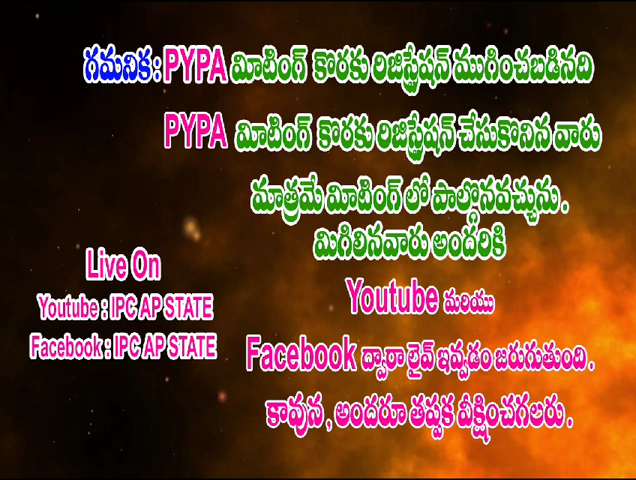 గమనిక : PYPA మీటింగ్ కొరకు రిజిస్ట్రేషన్ ముగించబడినది
PYPA మీటింగ్ కొరకు రిజిస్ట్రేషన్ చేసుకొనిన వారు
మాత్రమే మీటింగ్ లో పాల్గొనవచ్చును .
మిగిలినవారు అందరికి
Youtube మరియు
Facebook ద్వారా లైవ్ ఇవ్వడం జరుగుతుంది .
కావున , అందరూ తప్పక వీక్షించగలరు .
Live On
Youtube : IPC AP STATE
Facebook : IPC AP STATE